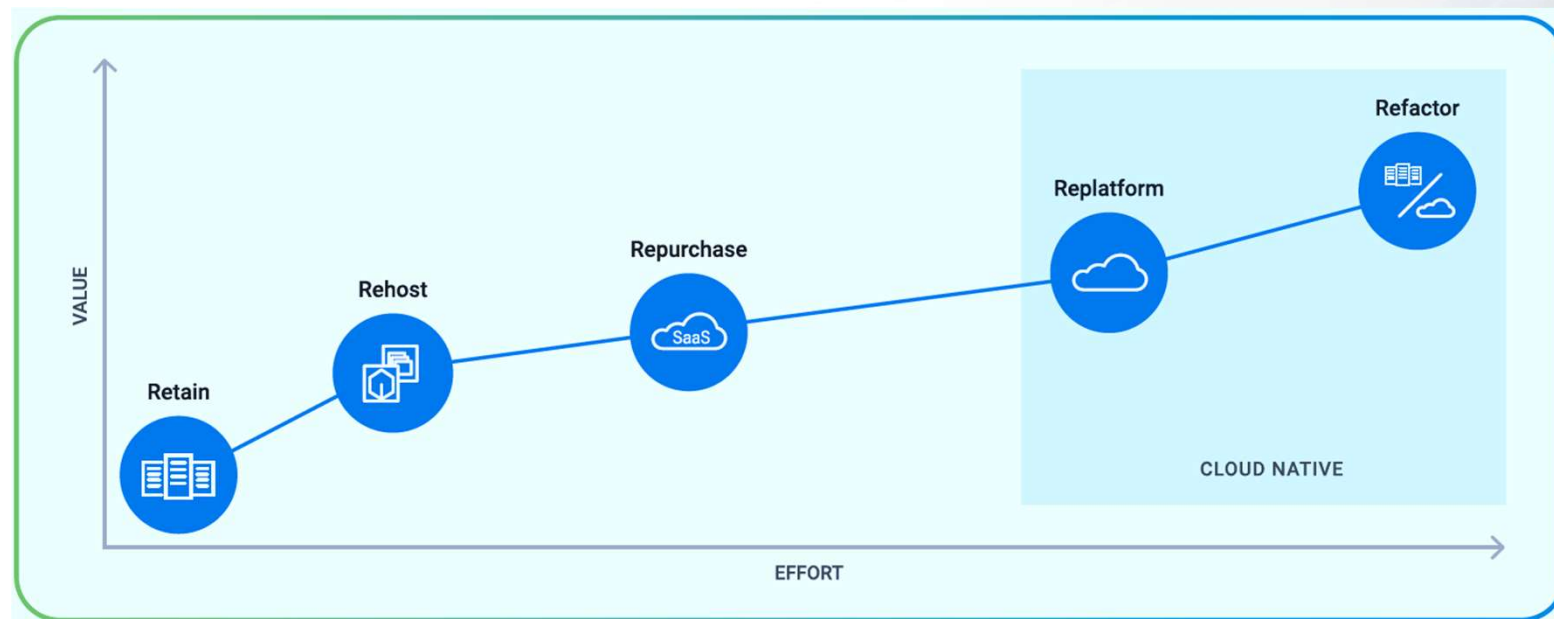 Refactor
Replatform
Repurchase
Rehost
SaaS
Retain
VALUE
CLOUD NATIVE
EFFORT